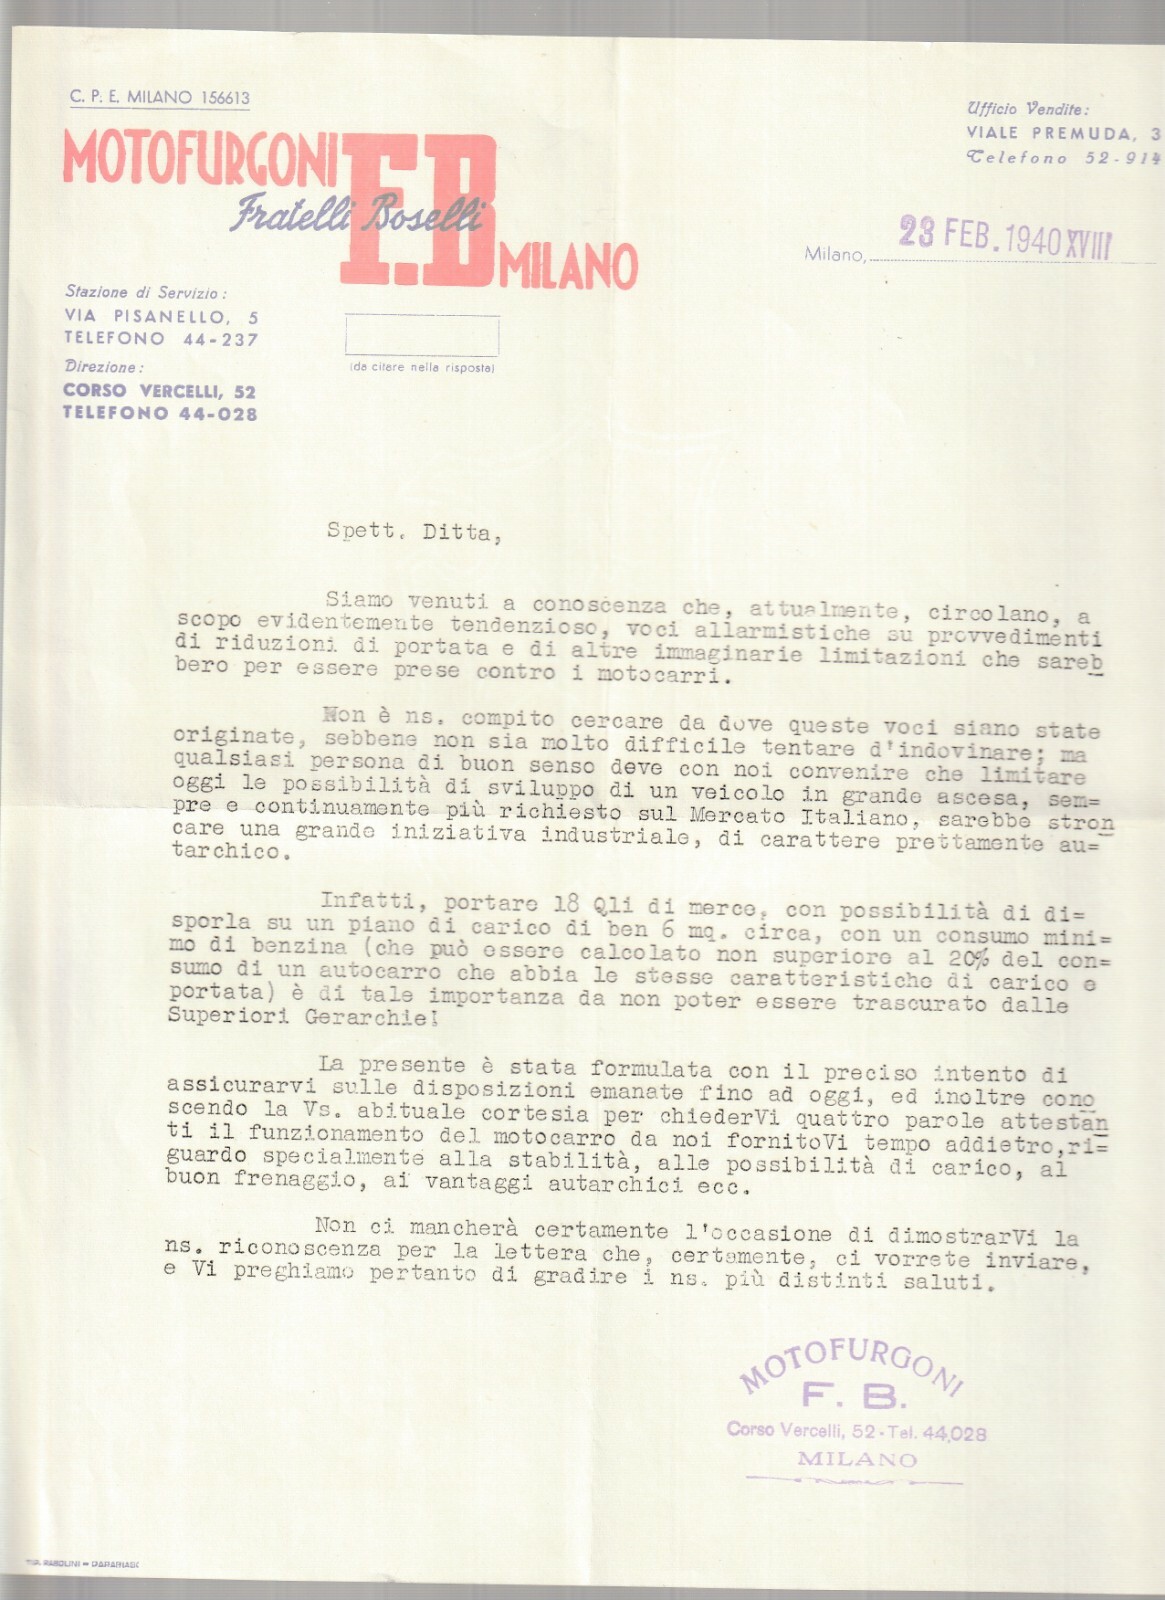 C. P. E. MILANO 156613
MOTOFURGONI F.B
Fratelli Boselli
MILANO
Ufficio Vendite:
VIALE PREMUDA, 3
Telefono 52-914
Milano, 23 FEB. 1940 XVIII
Stazione di Servizio:
VIA PISANELLO, 5
TELEFONO 44-237
Direzione:
CORSO VERCELLI, 52
TELEFONO 44-028
(da citare nella risposta)
Spett. Ditta,
Siamo venuti a conoscenza che, attualmente, circolano, a
scopo evidentemente tendenzioso, voci allarmistiche su provvedimenti
di riduzioni di portata e di altre immaginarie limitazioni che sareb
bero per essere prese contro i motocarri.
Non è ns. compito cercare da dove queste voci siano state
originate, sebbene non sia molto difficile tentare d'indovinare; ma
qualsiasi persona di buon senso deve con noi convenire che limitare
oggi le possibilità di sviluppo di un veicolo in grande ascesa, sem=
pre e continuamente più richiesto sul Mercato Italiano, sarebbe stron
care una grande iniziativa industriale, di carattere prettamente au=
tarchico.
Infatti, portare 18 Qli di merce, con possibilità di di=
sporla su un piano di carico di ben 6 mq. circa, con un consumo mini=
mo di benzina (che può essere calcolato non superiore al 20% del con=
sumo di un autocarro che abbia le stesse caratteristiche di carico e
portata) è di tale importanza da non poter essere trascurato dalle
Superiori Gerarchie!
La presente è stata formulata con il preciso intento di
assicurarvi sulle disposizioni emanate fino ad oggi, ed inoltre cono
scendo la Vs. abituale cortesia per chiederVi quattro parole attestan
ti il funzionamento del motocarro da noi fornitoVi tempo addietro,ri=
guardo specialmente alla stabilità, alle possibilità di carico, al
buon frenaggio, ai vantaggi autarchici ecc.
Non ci mancherà certamente l'occasione di dimostrarVi la
ns. riconoscenza per la lettera che, certamente, ci vorrete inviare,
e Vi preghiamo pertanto di gradire i ns. più distinti saluti.
MOTOFURGONI
F. B.
Corso Vercelli, 52 - Tel. 44,028
MILANO
TIP. RABOLINI - PARABIAGO